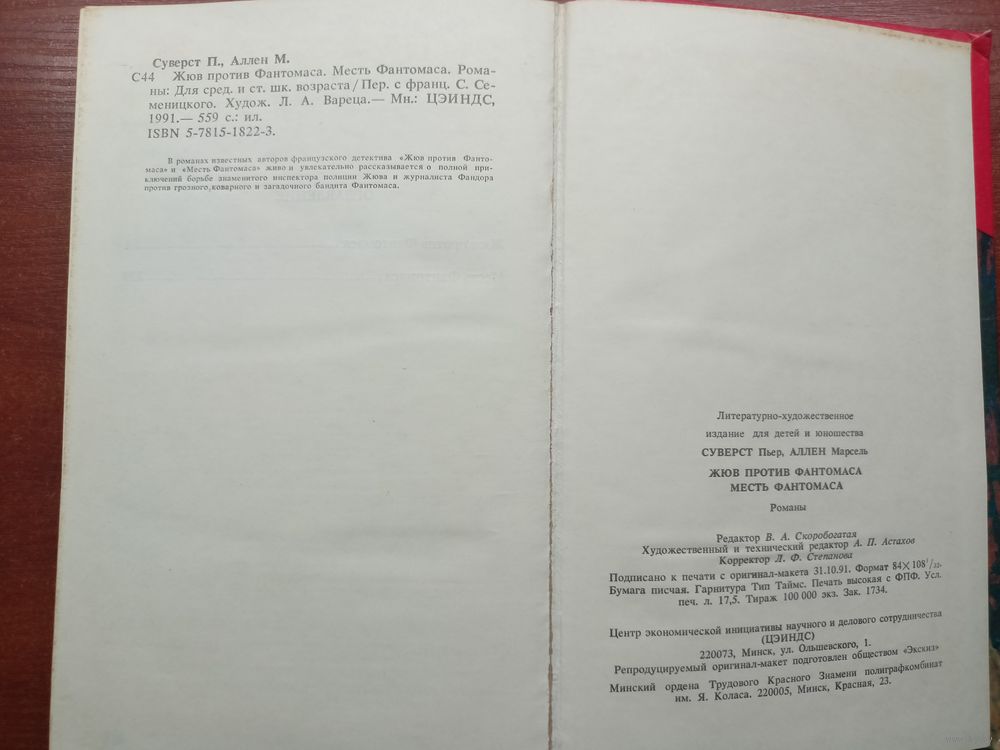 Суверст П., Аллен М.
С44 Жюв против Фантомаса. Месть Фантомаса. Рома-
ны: Для сред. и ст. шк. возраста/Пер. с франц. С. Се-
меницкого. Худож. Л. А. Вареца.— Мн.: ЦЭИНДС,
1991.— 559 с.: ил.
ISBN 5-7815-1822-3.
В романах известных авторов французского детектива «Жюв против Фанто-
маса» и «Месть Фантомаса» живо и увлекательно рассказывается о полной при-
ключений борьбе знаменитого инспектора полиции Жюва и журналиста Фандора
против грозного,коварного и загадочного бандита Фантомаса.
Литературно-художественное
издание для детей и юношества
СУВЕРСТ Пьер, АЛЛЕН Марсель
ЖЮВ ПРОТИВ ФАНТОМАСА
МЕСТЬ ФАНТОМАСА
Романы
Редактор В. А. Скоробогатая
Художественный и технический редактор А. П. Астахов
Корректор Л. Ф. Степанова
Подписано к печати с оригинал-макета 31.10.91. Формат 84×108¹/₃₂.
Бумага писчая. Гарнитура Тип Таймс. Печать высокая с ФПФ. Усл.
печ. л. 17,5. Тираж 100 000 экз. Зак. 1734.
Центр экономической инициативы научного и делового сотрудничества
(ЦЭИНДС)
220073, Минск, ул. Ольшевского, 1.
Репродуцируемый оригинал-макет подготовлен обществом «Экскиз»
Минский ордена Трудового Красного Знамени полиграфкомбинат
им. Я. Коласа. 220005, Минск, Красная, 23.